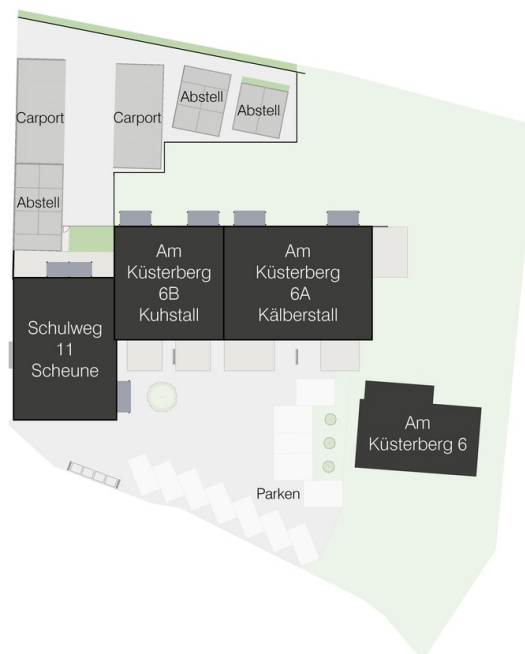 Abstell
Abstell
Carport
Carport
Abstell
Am
Küsterberg
6B
Kuhstall
Am
Küsterberg
6A
Kälberstall
Schulweg
11
Scheune
Am
Küsterberg 6
Parken